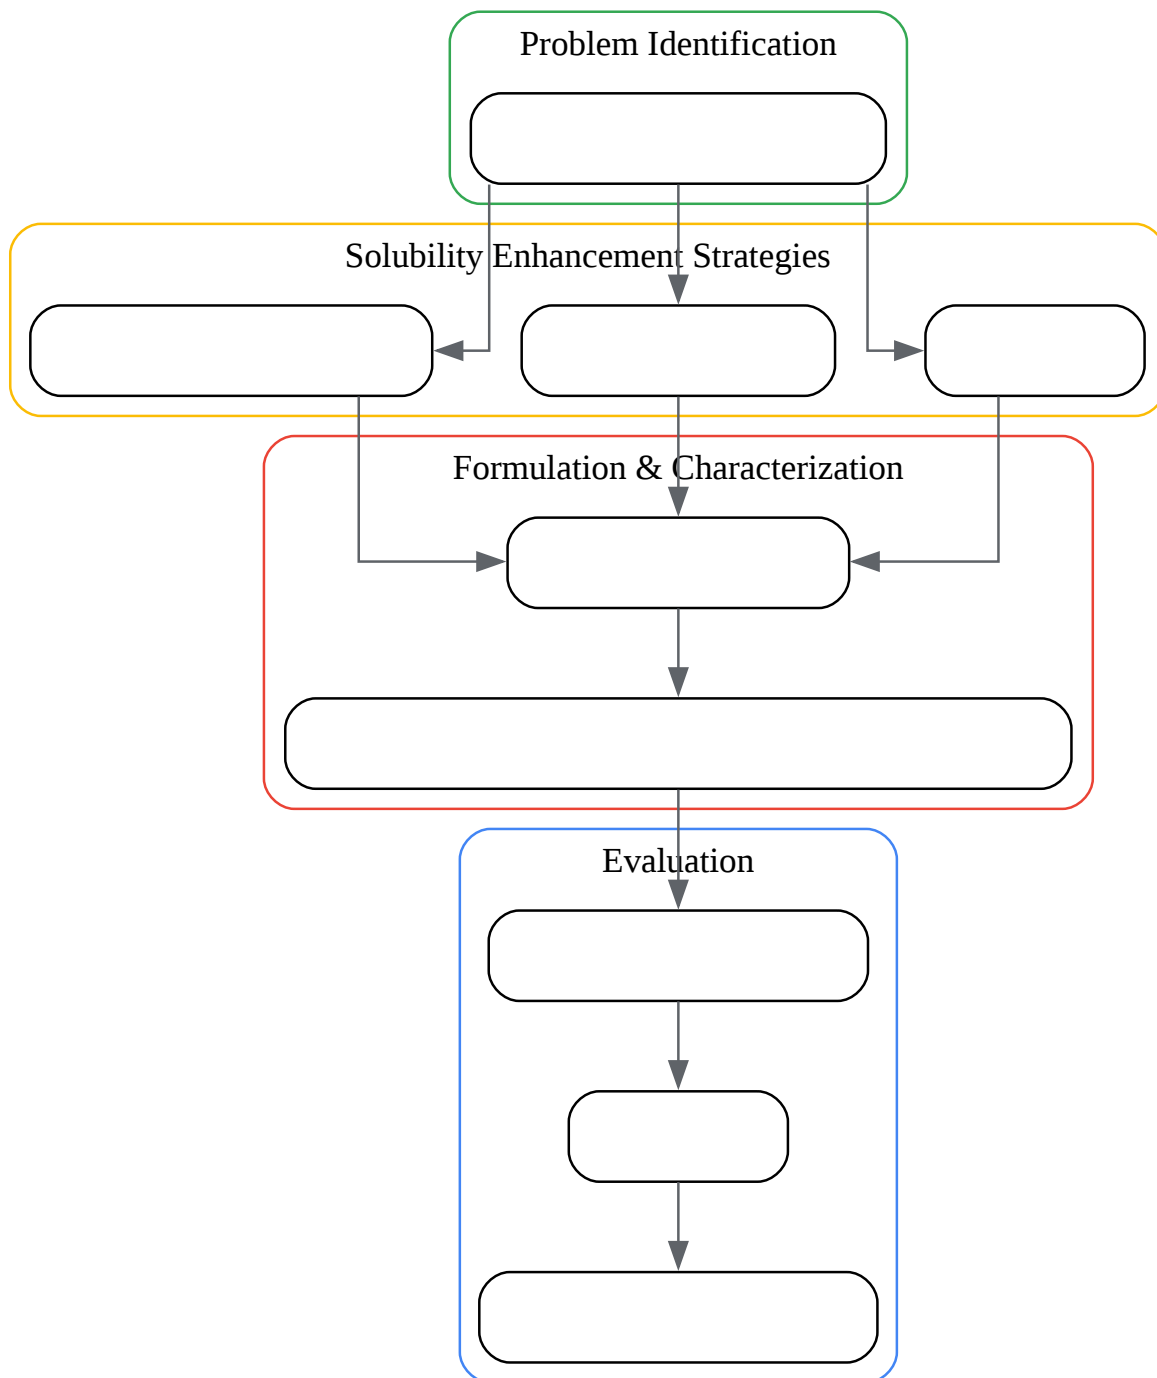 Problem Identification
Solubility Enhancement Strategies
Formulation & Characterization
Evaluation